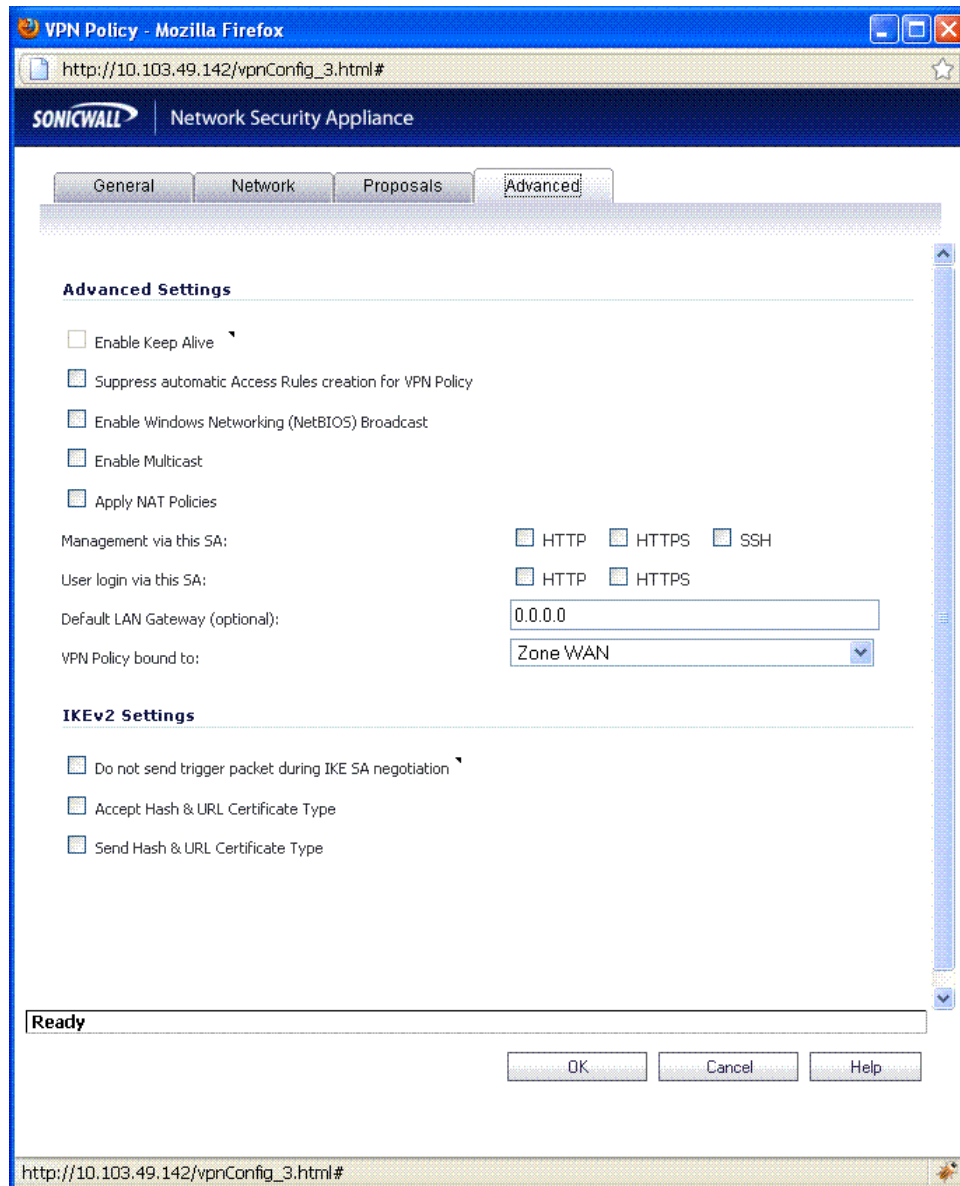 VPN Policy - Mozilla Firefox
http://10.103.49.142/vpnConfig_3.html#
SONICWALL Network Security Appliance
General Network Proposals Advanced
Advanced Settings
Enable Keep Alive
Suppress automatic Access Rules creation for VPN Policy
Enable Windows Networking (NetBIOS) Broadcast
Enable Multicast
Apply NAT Policies
Management via this SA: HTTP HTTPS SSH
User login via this SA: HTTP HTTPS
Default LAN Gateway (optional): 0.0.0.0
VPN Policy bound to: Zone WAN
IKEv2 Settings
Do not send trigger packet during IKE SA negotiation
Accept Hash & URL Certificate Type
Send Hash & URL Certificate Type
Ready
OK Cancel Help
http://10.103.49.142/vpnConfig_3.html#